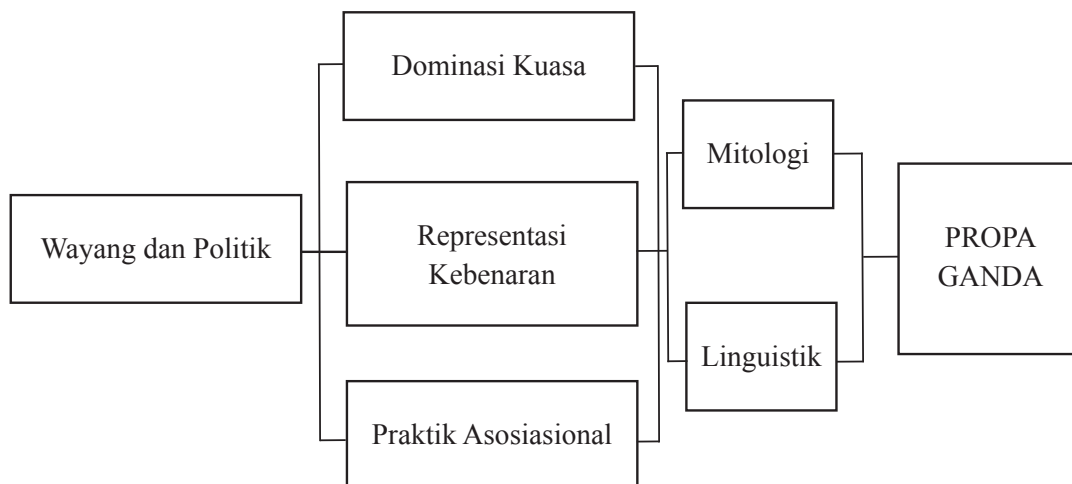 Wayang dan Politik
Dominasi Kuasa
Representasi
Kebenaran
Praktik Asosiasional
Mitologi
Linguistik
PROPA
GANDA